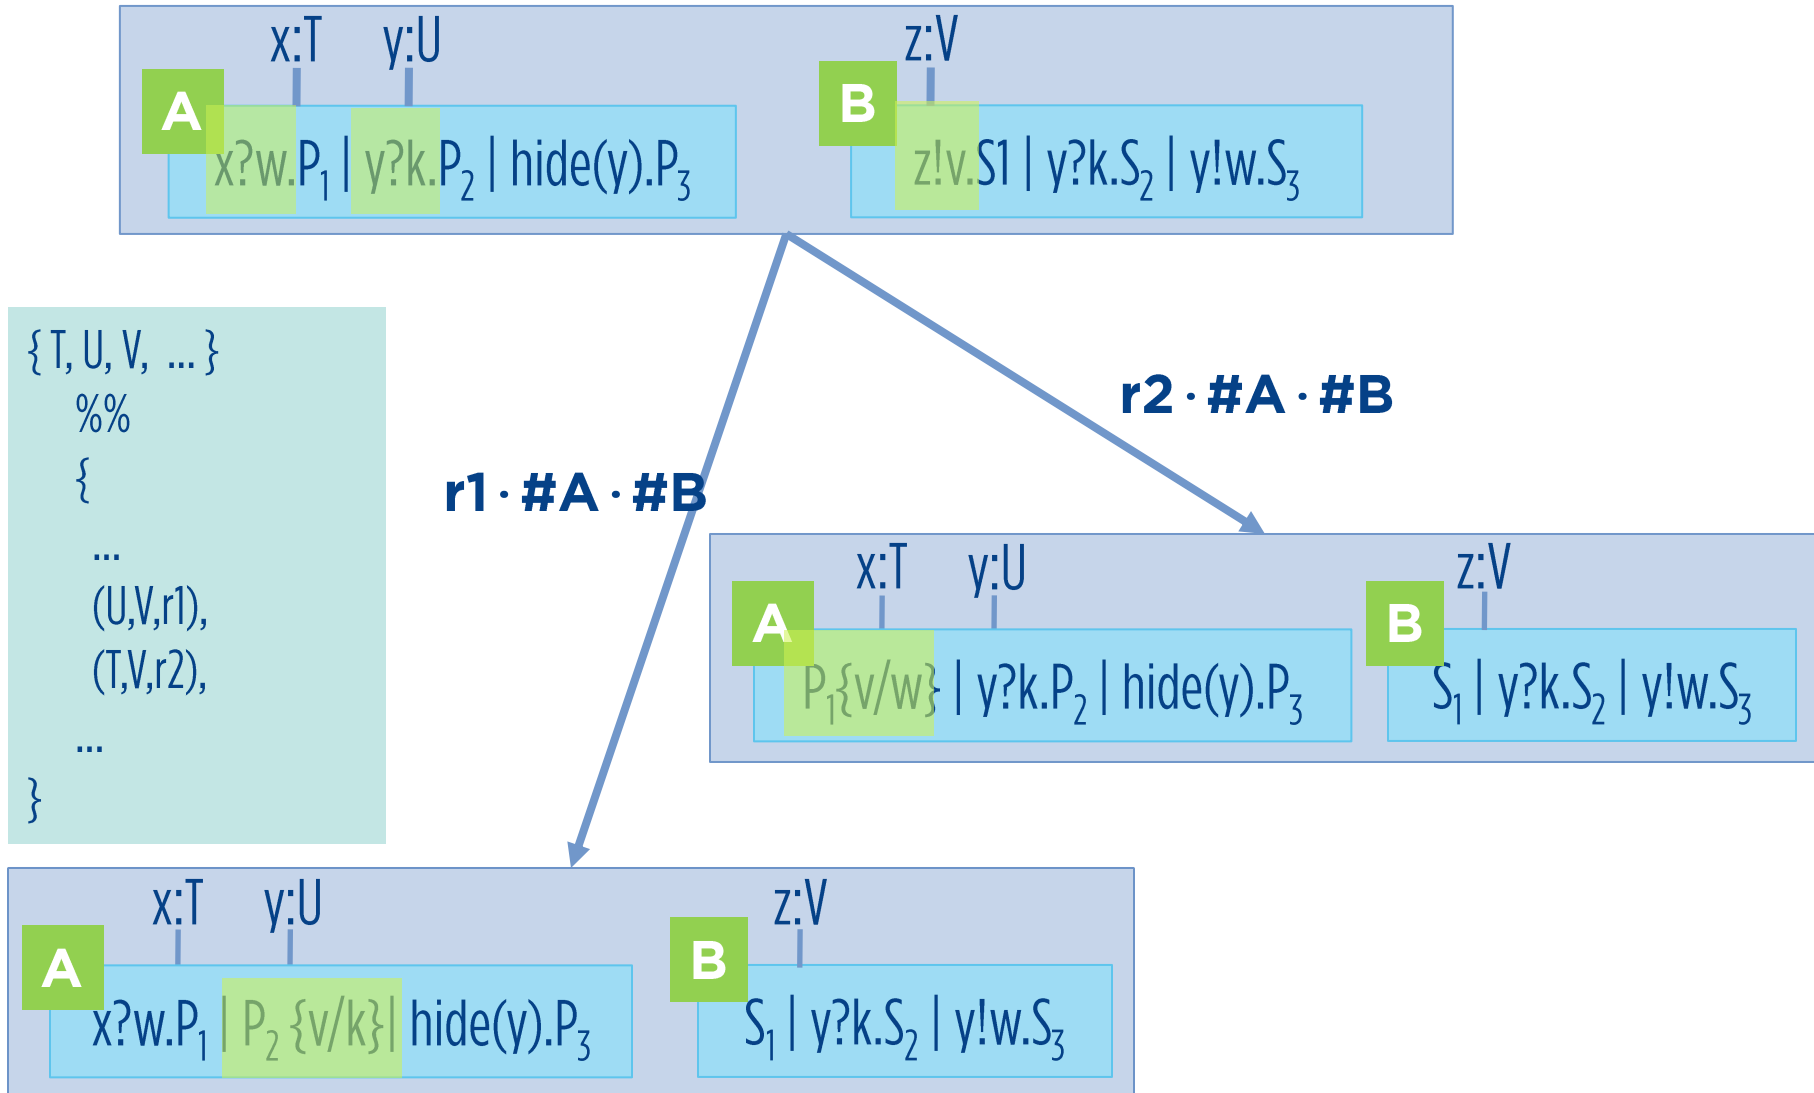 x:T y:U z:V
A B
x?w.P₁ | y?k.P₂ | hide(y).P₃ z!v.S1 | y?k.S₂ | y!w.S₃
{ T, U, V, ... }
%%
{
...
(U,V,r1),
(T,V,r2),
...
}
r2 · #A · #B
r1 · #A · #B
x:T y:U z:V
A B
P₁{v/w} | y?k.P₂ | hide(y).P₃ S₁ | y?k.S₂ | y!w.S₃
x:T y:U z:V
A B
x?w.P₁ | P₂ {v/k}| hide(y).P₃ S₁ | y?k.S₂ | y!w.S₃